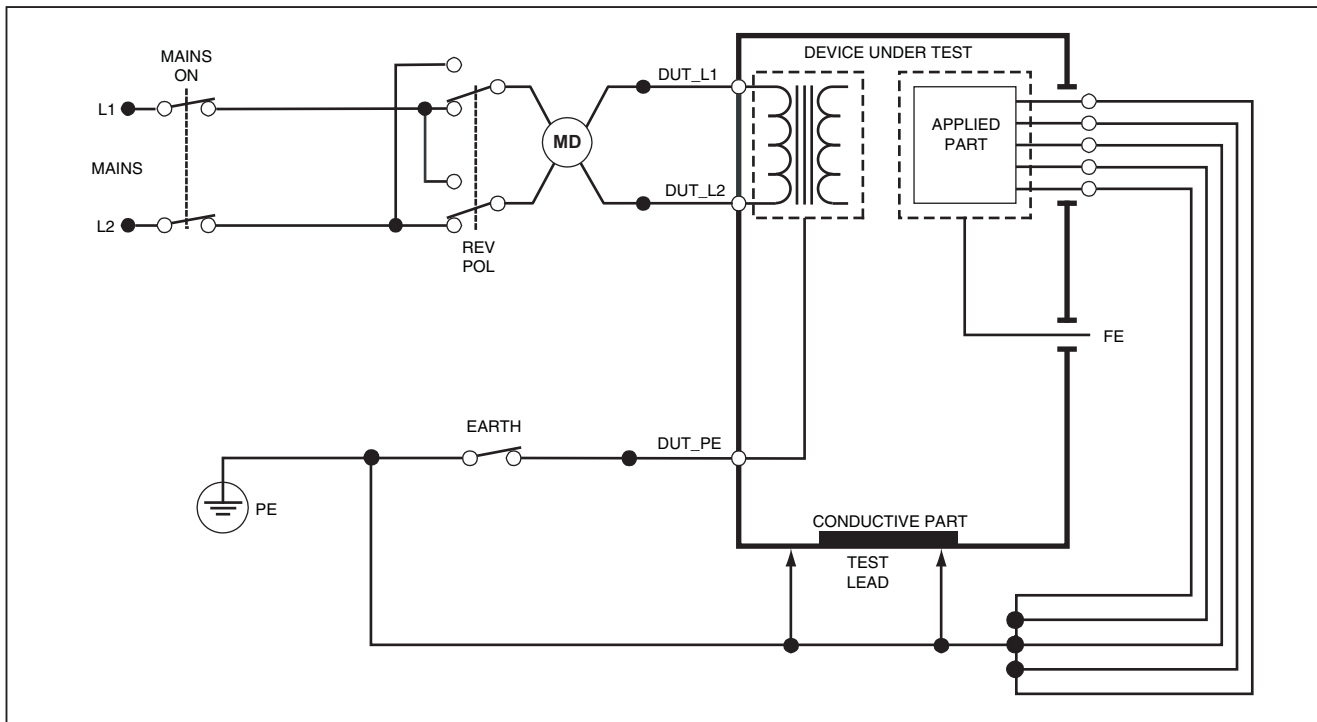 MAINS
ON
L1
MAINS
L2
REV
POL
MD
DUT_L1
DUT_L2
DEVICE UNDER TEST
APPLIED
PART
FE
EARTH
DUT_PE
PE
CONDUCTIVE PART
TEST
LEAD